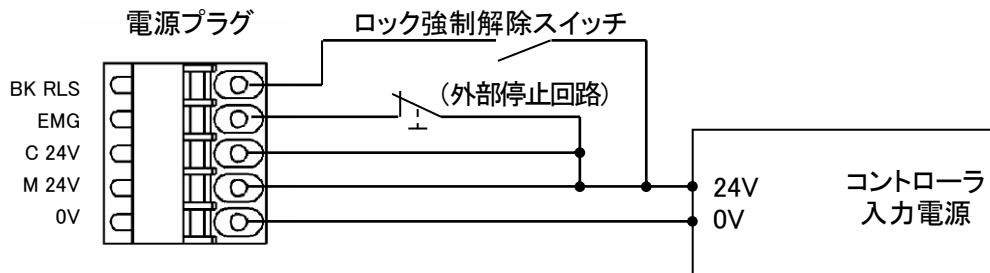 電源プラグ
ロック強制解除スイッチ
BK RLS
(外部停止回路)
EMG
C 24V
M 24V
24V
コントローラ
入力電源
0V
0V